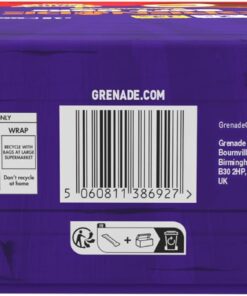 GRENADE.COM
ONLY
WRAP
RECYCLE WITH
BAGS AT LARGE
SUPERMARKET
Don't recycle
at home
5 060811 386927 >
Grenade
Grenade
Bournvill
Birmingh
B30 2HP,
UK